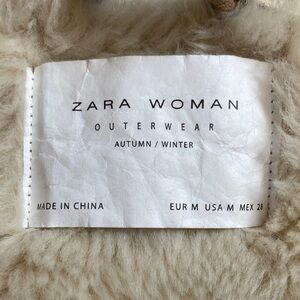 ZARA WOMAN
OUTERWEAR
AUTUMN / WINTER
MADE IN CHINA EUR M USA M MEX 28